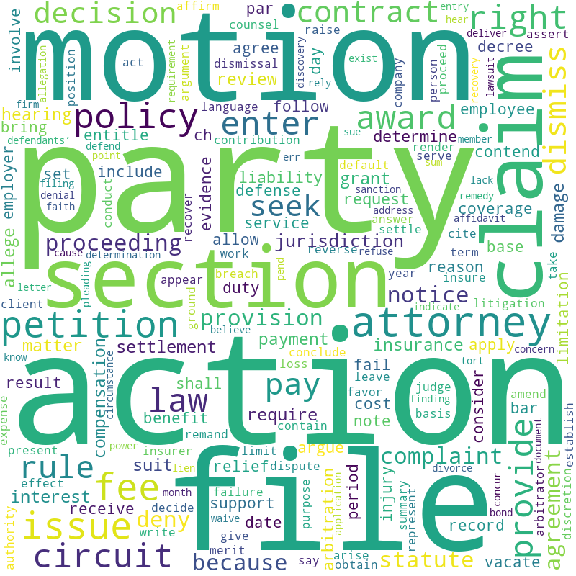 involve
decision
affirm
par
counsel
contract
raise
right
entry
hear
deliver
assert
motion
allegation
position
act
requirement
argument
dismissal
agree
day
review
discovery
rely
exist
decree
company
person
proceed
recovery
lawsuit
claim
dismiss
firm
hearing
bring
defendants'
policy
language
follow
entitle
ch
contribution
enter
award
sue
employee
determine
contend
defend
point
err
default
render
member
serve
lack
party
set
include
evidence
liability
defense
grant
request
sanction
sum
remedy
coverage
affidavit
damage
employer
filing
denial
faith
conduct
recover
seek
service
address
answer
settle
cite
take
allege
proceeding
allow
jurisdiction
reason
base
cause
determination
pleading
appear
work
reverse
refuse
year
insure
term
client
letter
section
ground
breach
duty
pend
notice
indicate
litigation
limitation
petition
believe
provision
attorney
know
matter
settlement
payment
conclude
insurance
apply
tort
concern
compensation
circumstance
result
shall
loss
fail
leave
consider
judge
finding
amend
expense
action
law
benefit
require
contain
pay
favor
cost
basis
bar
document
establish
present
power
lien
remand
limit
note
arbitrator
discretion
rule
effect
insurer
argue
suit
relief
dispute
period
complaint
divorce
concur
provide
agreement
interest
month
fee
receive
decide
failure
support
purpose
file
arbitration
application
injury
summary
represent
record
bond
authority
issue
deny
waive
write
date
give
merit
say
arise
obtain
statute
vacate
circuit
because